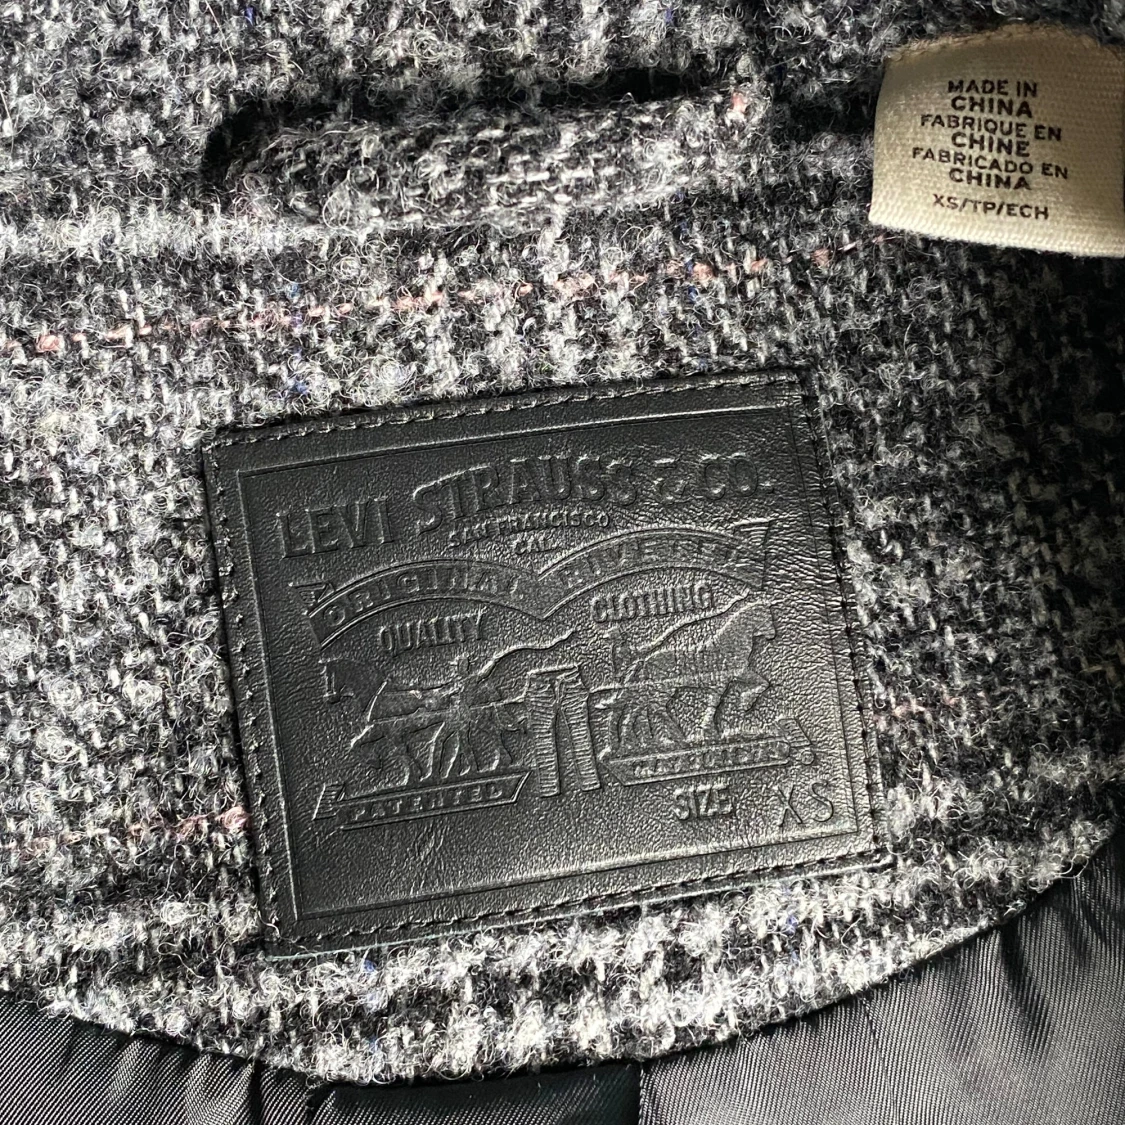 MADE IN
CHINA
FABRIQUE EN
CHINE
FABRICADO EN
CHINA
XS/TP/ECH
LEVI STRAUSS & CO.
SAN FRANCISCO
CAL.
ORIGINAL RIVETED
QUALITY CLOTHING
PATENTED
SIZE XS